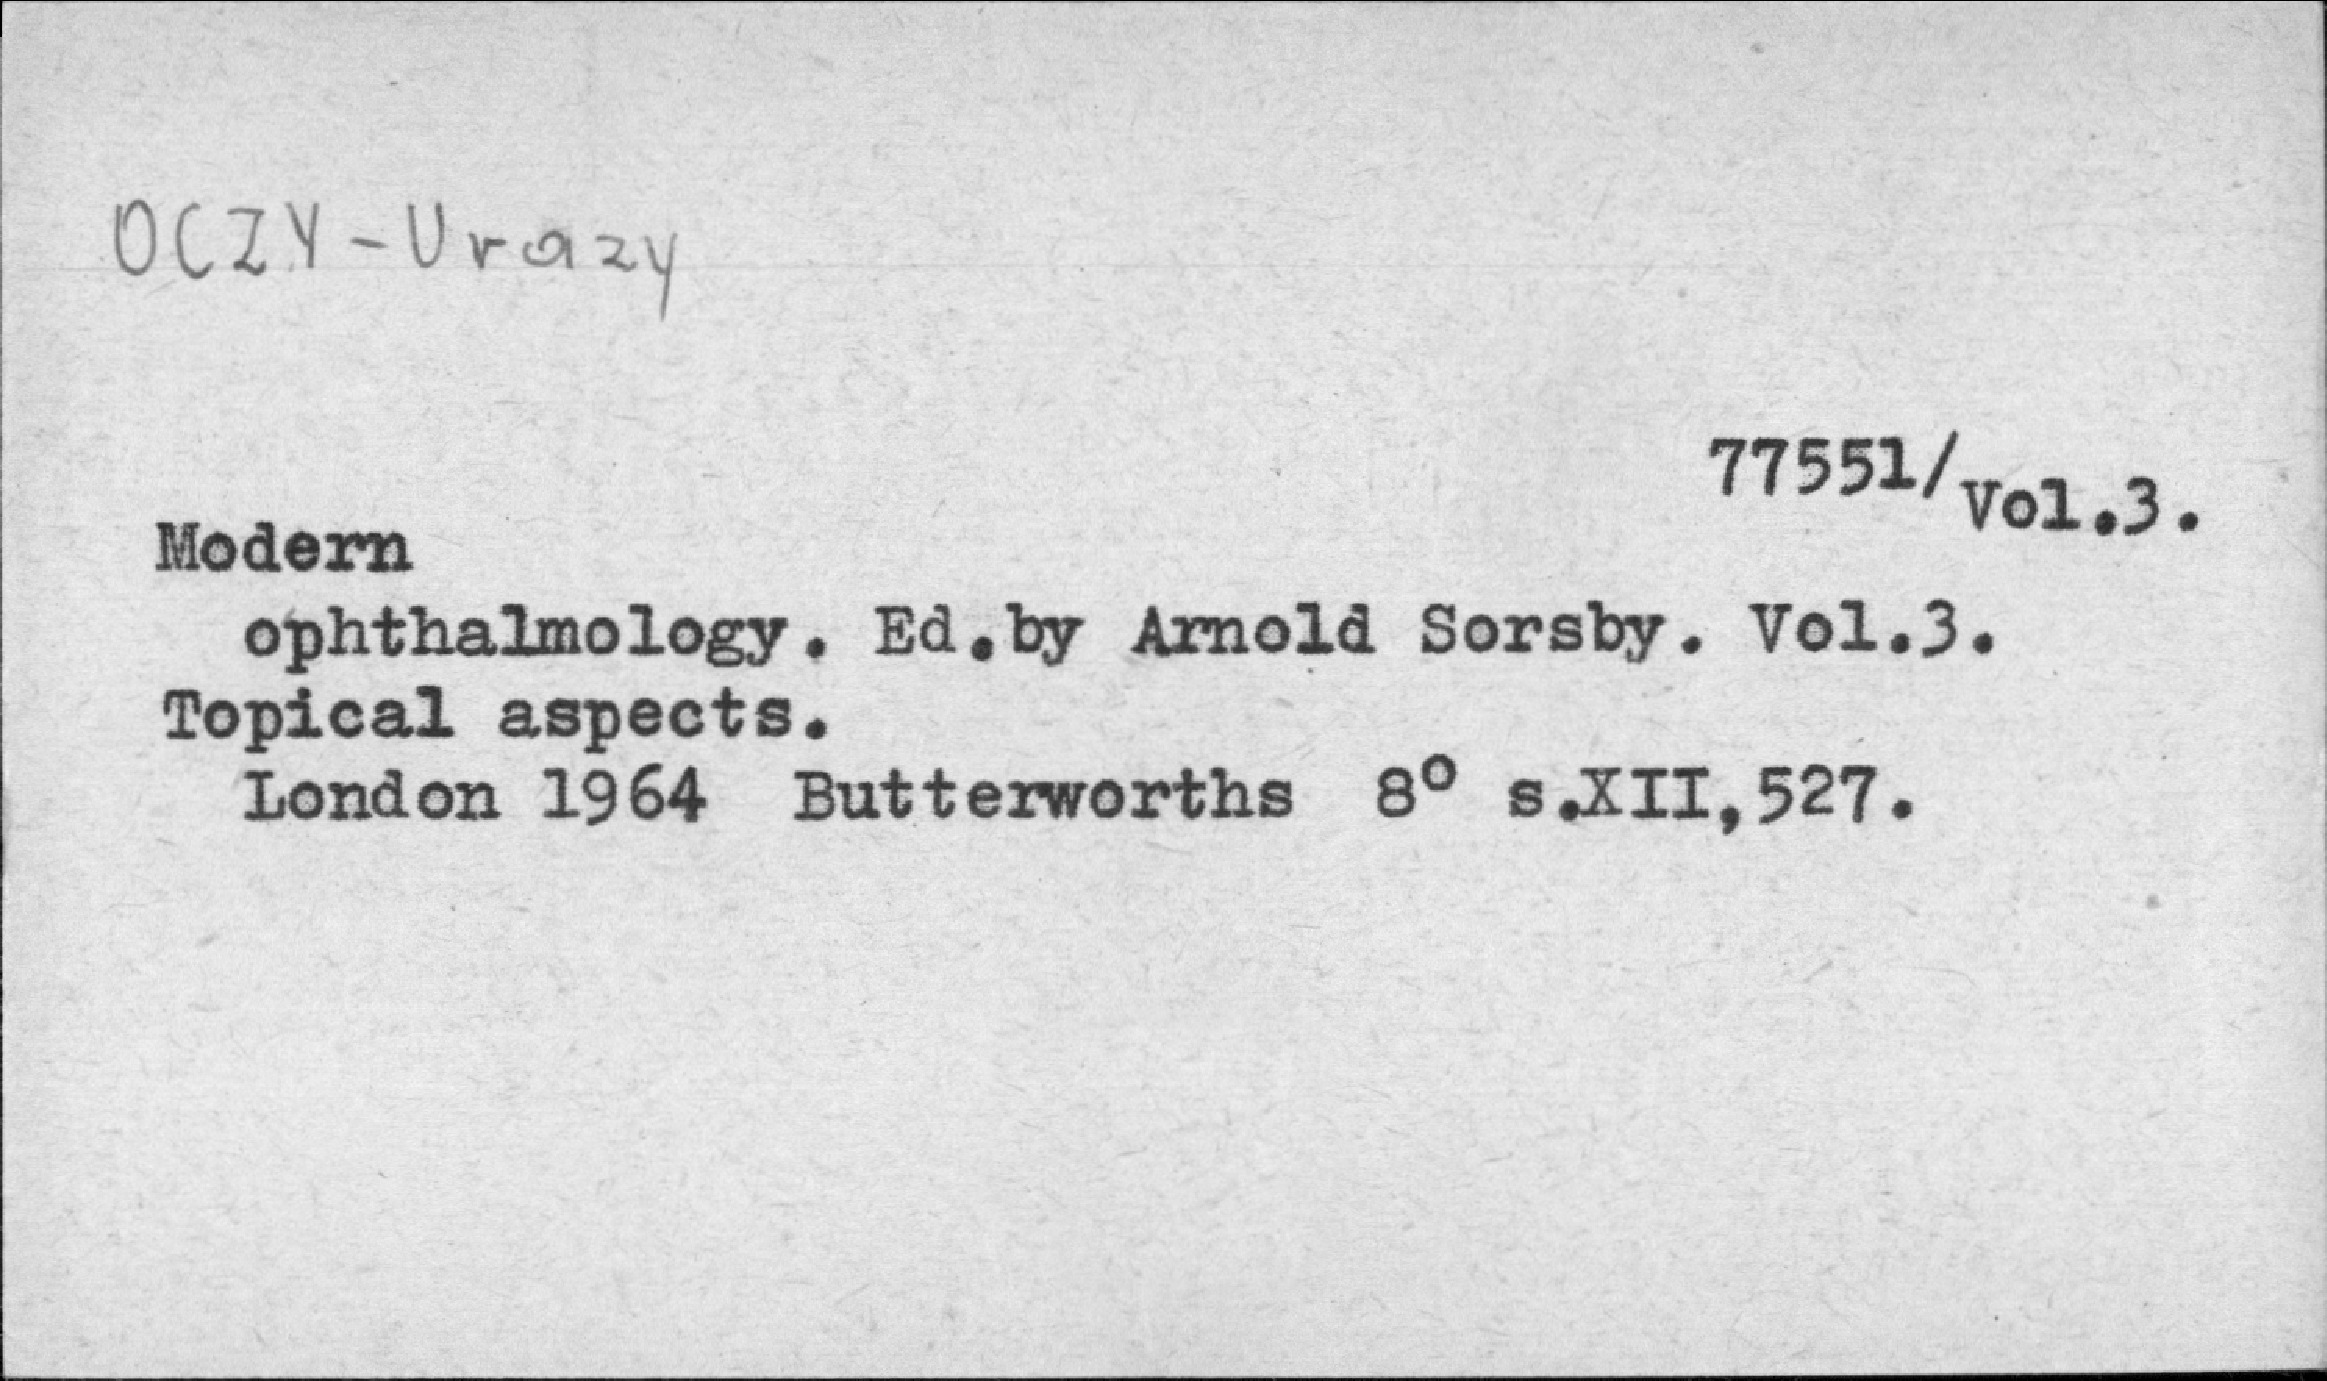 OCZY - Urazy
77551/Vol.3.
Modern
ophthalmology. Ed.by Arnold Sorsby. Vol.3.
Topical aspects.
London 1964 Butterworths 8° s.XII,527.